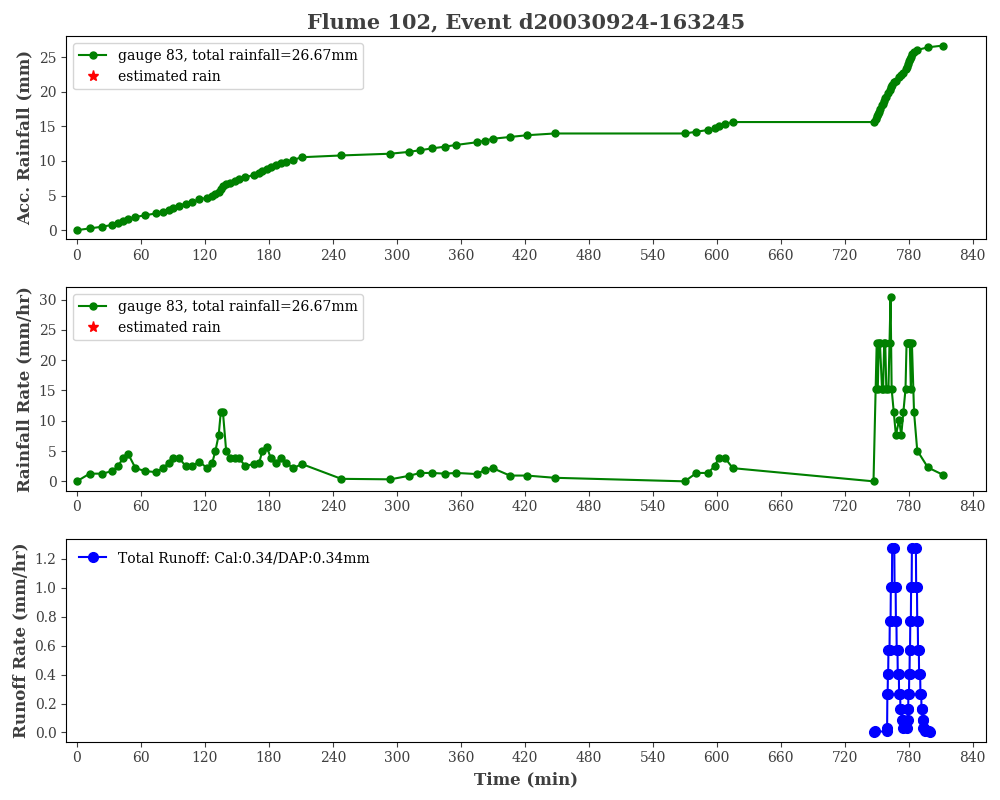 Flume 102, Event d20030924-163245
Acc. Rainfall (mm)
25
20
15
10
5
0
gauge 83, total rainfall=26.67mm
estimated rain
0 60 120 180 240 300 360 420 480 540 600 660 720 780 840
Rainfall Rate (mm/hr)
30
25
20
15
10
5
0
gauge 83, total rainfall=26.67mm
estimated rain
0 60 120 180 240 300 360 420 480 540 600 660 720 780 840
Runoff Rate (mm/hr)
1.2
1.0
0.8
0.6
0.4
0.2
0.0
Total Runoff: Cal:0.34/DAP:0.34mm
0 60 120 180 240 300 360 420 480 540 600 660 720 780 840
Time (min)